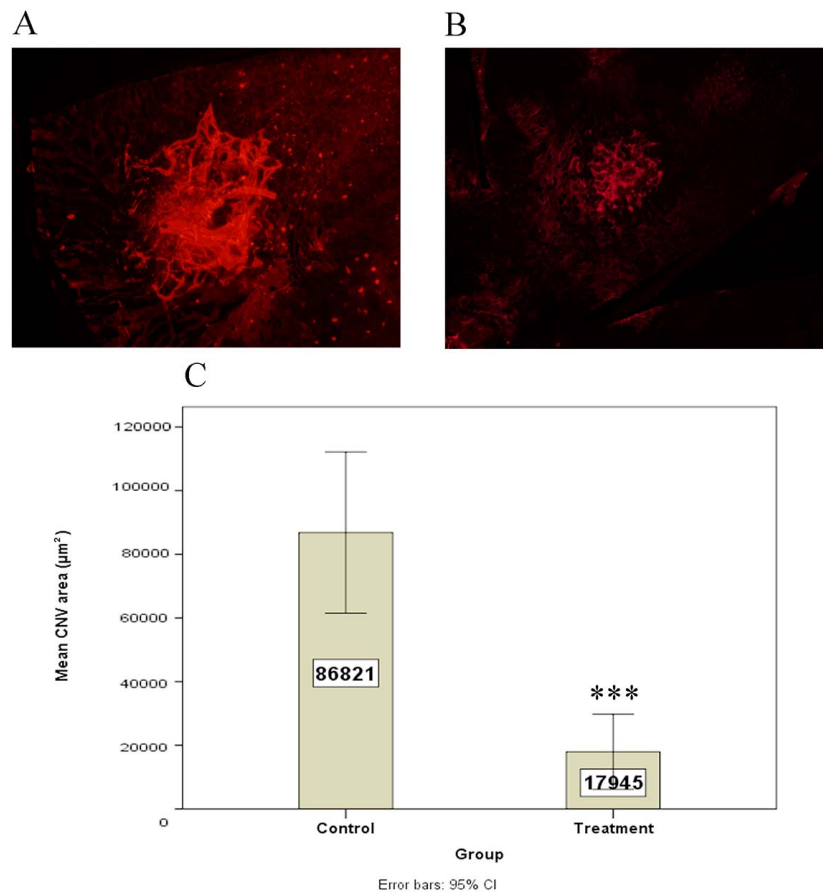 A
B
C
120000
100000
80000
60000
40000
20000
0
Mean CNV area (µm²)
86821
***
17945
Control
Treatment
Group
Error bars: 95% CI